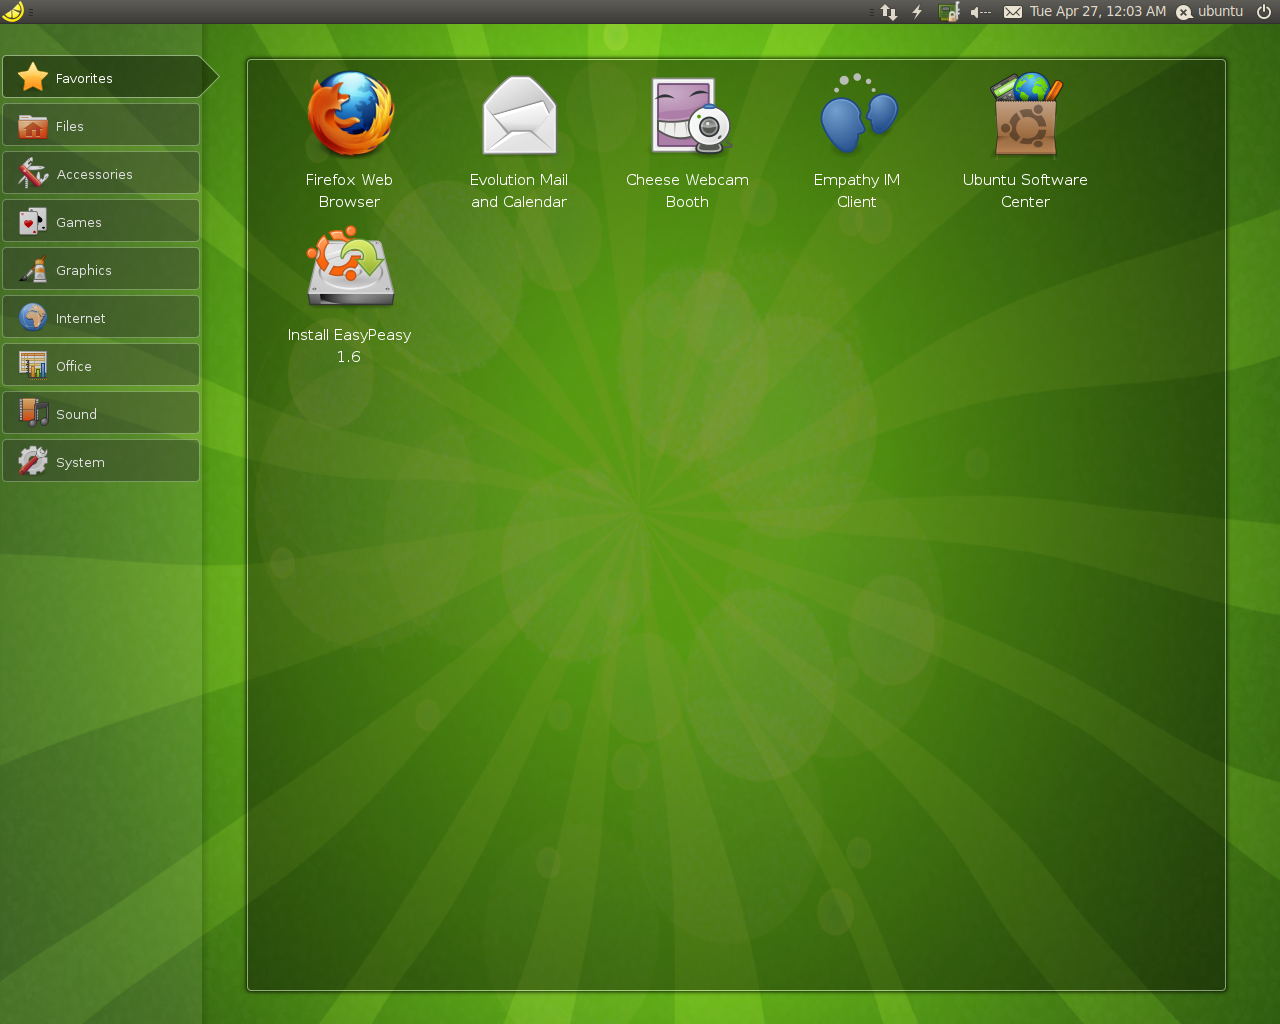 Tue Apr 27, 12:03 AM ubuntu
Favorites
Files
Accessories
Games
Graphics
Internet
Office
Sound
System
Firefox Web
Browser
Evolution Mail
and Calendar
Cheese Webcam
Booth
Empathy IM
Client
Ubuntu Software
Center
Install EasyPeasy
1.6